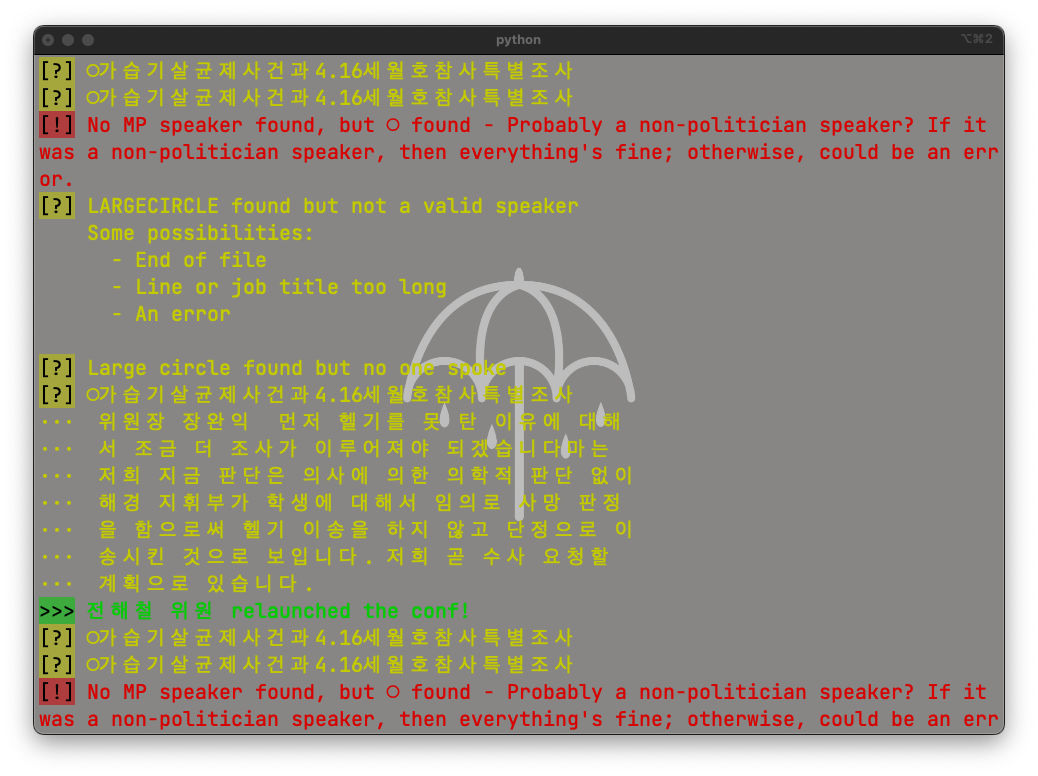 python
⌥⌘2
[?] ○가습기살균제사건과4.16세월호참사특별조사
[?] ○가습기살균제사건과4.16세월호참사특별조사
[!] No MP speaker found, but ○ found - Probably a non-politician speaker? If it
was a non-politician speaker, then everything's fine; otherwise, could be an err
or.
[?] LARGECIRCLE found but not a valid speaker
Some possibilities:
- End of file
- Line or job title too long
- An error
[?] Large circle found but no one spoke
[?] ○가습기살균제사건과4.16세월호참사특별조사
... 위원장 장완익 먼저 헬기를 못 탄 이유에 대해
... 서 조금 더 조사가 이루어져야 되겠습니다마는
... 저희 지금 판단은 의사에 의한 의학적 판단 없이
... 해경 지휘부가 학생에 대해서 임의로 사망 판정
... 을 함으로써 헬기 이송을 하지 않고 단정으로 이
... 송시킨 것으로 보입니다. 저희 곧 수사 요청할
... 계획으로 있습니다.
>>> 전해철 위원 relaunched the conf!
[?] ○가습기살균제사건과4.16세월호참사특별조사
[?] ○가습기살균제사건과4.16세월호참사특별조사
[!] No MP speaker found, but ○ found - Probably a non-politician speaker? If it
was a non-politician speaker, then everything's fine; otherwise, could be an err